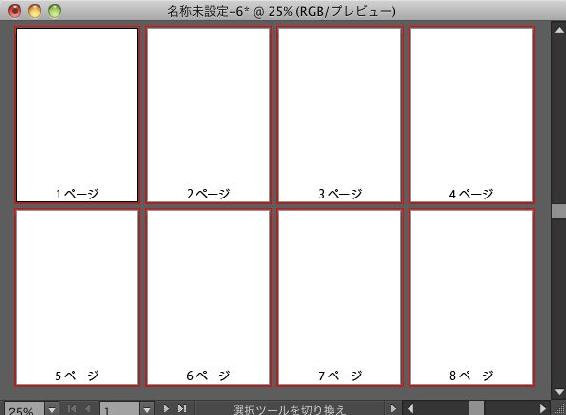 名称未設定-6* @ 25% (RGB/プレビュー)
1 ページ
2 ページ
3 ページ
4 ページ
5 ペ ー ジ
6 ペ ー ジ
7 ペ ー ジ
8 ペ ー ジ
25% 1 選択ツールを切り換え